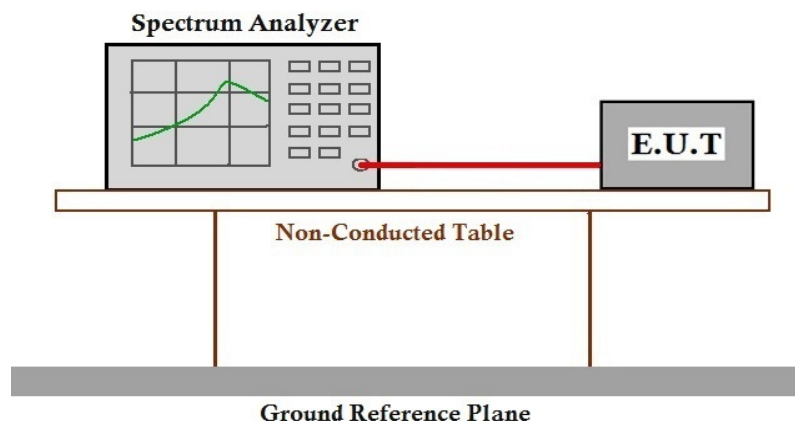 Spectrum Analyzer
E.U.T
Non-Conducted Table
Ground Reference Plane